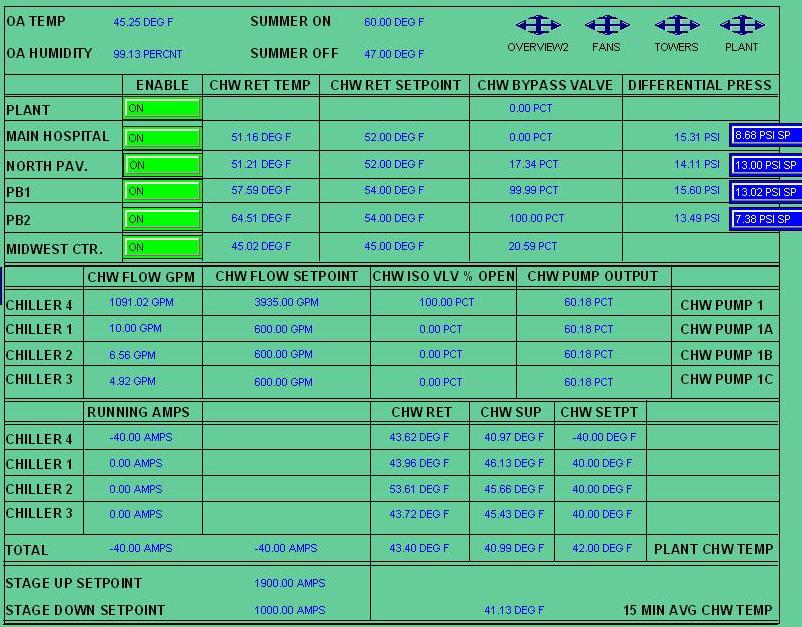 OA TEMP 45.25 DEG F SUMMER ON 60.00 DEG F
OA HUMIDITY 99.13 PERCNT SUMMER OFF 47.00 DEG F OVERVIEW2 FANS TOWERS PLANT
ENABLE CHW RET TEMP CHW RET SETPOINT CHW BYPASS VALVE DIFFERENTIAL PRESS
PLANT ON 0.00 PCT
MAIN HOSPITAL ON 51.16 DEG F 52.00 DEG F 0.00 PCT 15.31 PSI 8.68 PSI SP
NORTH PAV. ON 51.21 DEG F 52.00 DEG F 17.34 PCT 14.11 PSI 13.00 PSI SP
PB1 ON 57.59 DEG F 54.00 DEG F 99.99 PCT 15.60 PSI 13.02 PSI SP
PB2 ON 64.51 DEG F 54.00 DEG F 100.00 PCT 13.49 PSI 7.38 PSI SP
MIDWEST CTR. ON 45.02 DEG F 45.00 DEG F 20.59 PCT
CHW FLOW GPM CHW FLOW SETPOINT CHW ISO VLV % OPEN CHW PUMP OUTPUT
CHILLER 4 1091.02 GPM 3935.00 GPM 100.00 PCT 60.18 PCT CHW PUMP 1
CHILLER 1 10.00 GPM 600.00 GPM 0.00 PCT 60.18 PCT CHW PUMP 1A
CHILLER 2 6.56 GPM 600.00 GPM 0.00 PCT 60.18 PCT CHW PUMP 1B
CHILLER 3 4.92 GPM 600.00 GPM 0.00 PCT 60.18 PCT CHW PUMP 1C
RUNNING AMPS CHW RET CHW SUP CHW SETPT
CHILLER 4 -40.00 AMPS 43.62 DEG F 40.97 DEG F -40.00 DEG F
CHILLER 1 0.00 AMPS 43.96 DEG F 46.13 DEG F 40.00 DEG F
CHILLER 2 0.00 AMPS 53.61 DEG F 45.66 DEG F 40.00 DEG F
CHILLER 3 0.00 AMPS 43.72 DEG F 45.43 DEG F 40.00 DEG F
TOTAL -40.00 AMPS -40.00 AMPS 43.40 DEG F 40.99 DEG F 42.00 DEG F PLANT CHW TEMP
STAGE UP SETPOINT 1900.00 AMPS
STAGE DOWN SETPOINT 1000.00 AMPS 41.13 DEG F 15 MIN AVG CHW TEMP